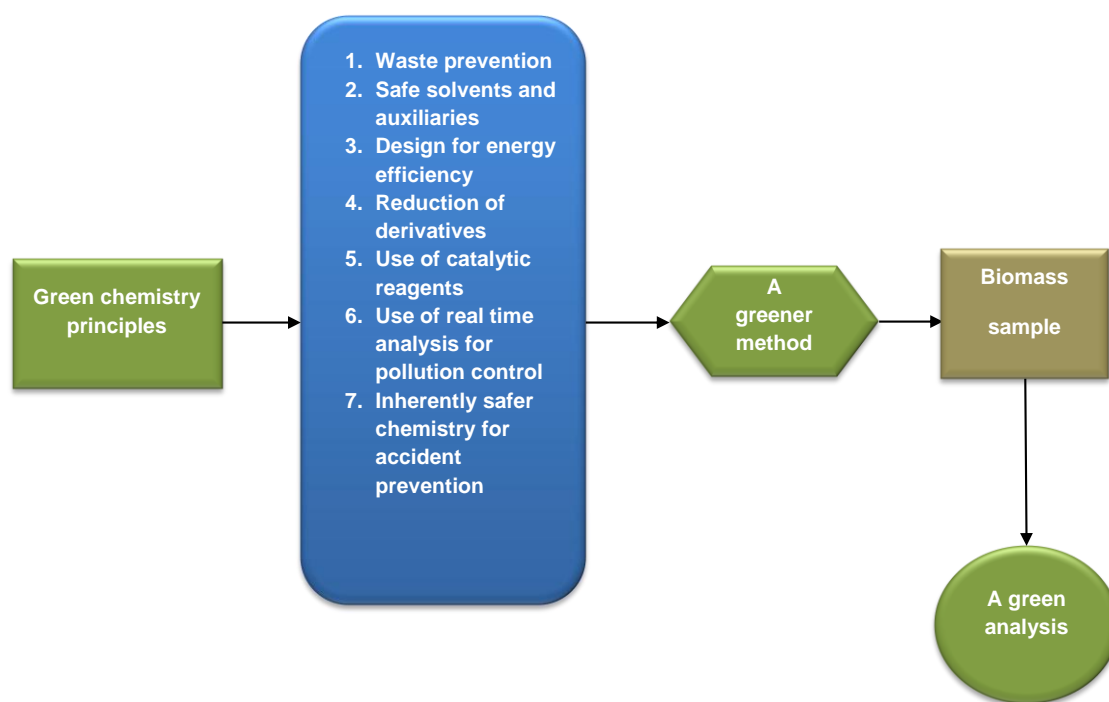 Green chemistry
principles
1. Waste prevention
2. Safe solvents and
auxiliaries
3. Design for energy
efficiency
4. Reduction of
derivatives
5. Use of catalytic
reagents
6. Use of real time
analysis for
pollution control
7. Inherently safer
chemistry for
accident
prevention
A
greener
method
Biomass
sample
A green
analysis